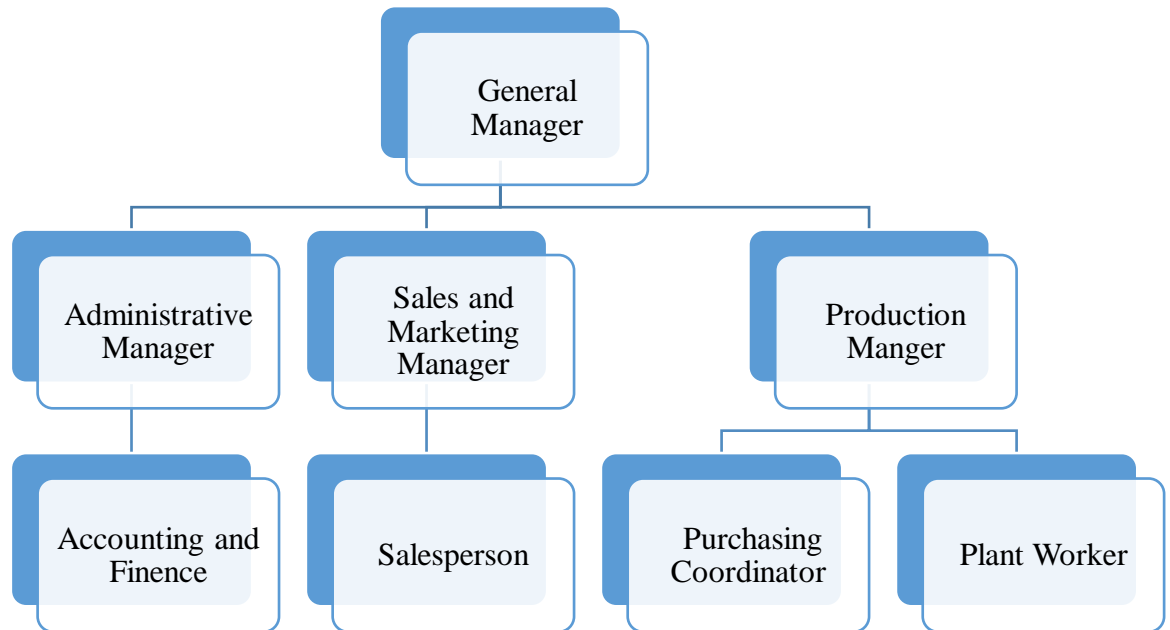 General
Manager
Administrative
Manager
Sales and
Marketing
Manager
Production
Manger
Accounting and
Finence
Salesperson
Purchasing
Coordinator
Plant Worker